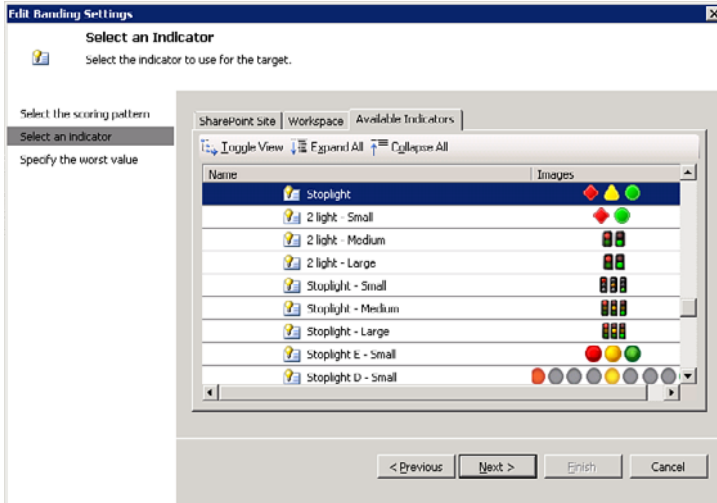 Edit Banding Settings
Select an Indicator
Select the indicator to use for the target.
Select the scoring pattern
Select an indicator
Specify the worst value
SharePoint Site Workspace Available Indicators
Toggle View Expand All Collapse All
Name Images
Stoplight
2 light - Small
2 light - Medium
2 light - Large
Stoplight - Small
Stoplight - Medium
Stoplight - Large
Stoplight E - Small
Stoplight D - Small
< Previous Next > Finish Cancel